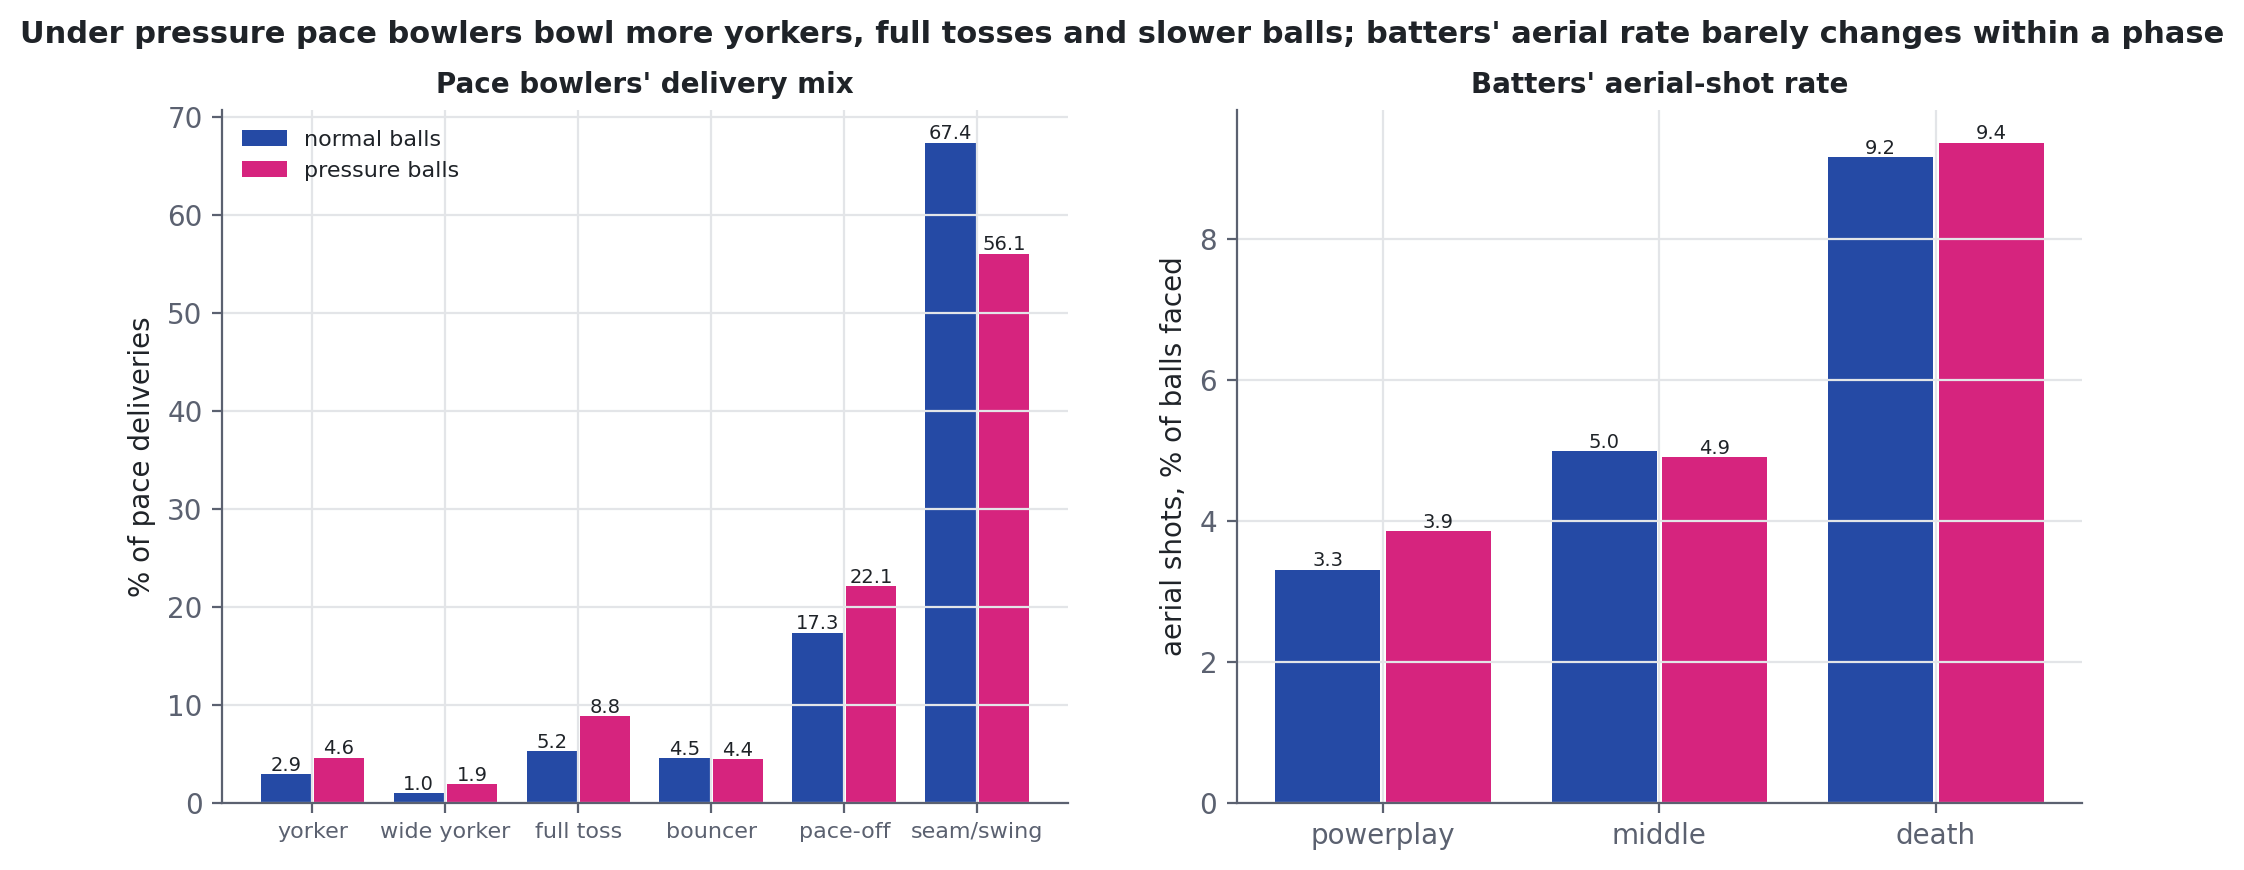 Under pressure pace bowlers bowl more yorkers, full tosses and slower balls; batters' aerial rate barely changes within a phase
Pace bowlers' delivery mix
% of pace deliveries
70
60
50
40
30
20
10
0
normal balls
pressure balls
2.9
4.6
1.0
1.9
5.2
8.8
4.5
4.4
17.3
22.1
67.4
56.1
yorker
wide yorker
full toss
bouncer
pace-off
seam/swing
Batters' aerial-shot rate
aerial shots, % of balls faced
8
6
4
2
0
3.3
3.9
5.0
4.9
9.2
9.4
powerplay
middle
death